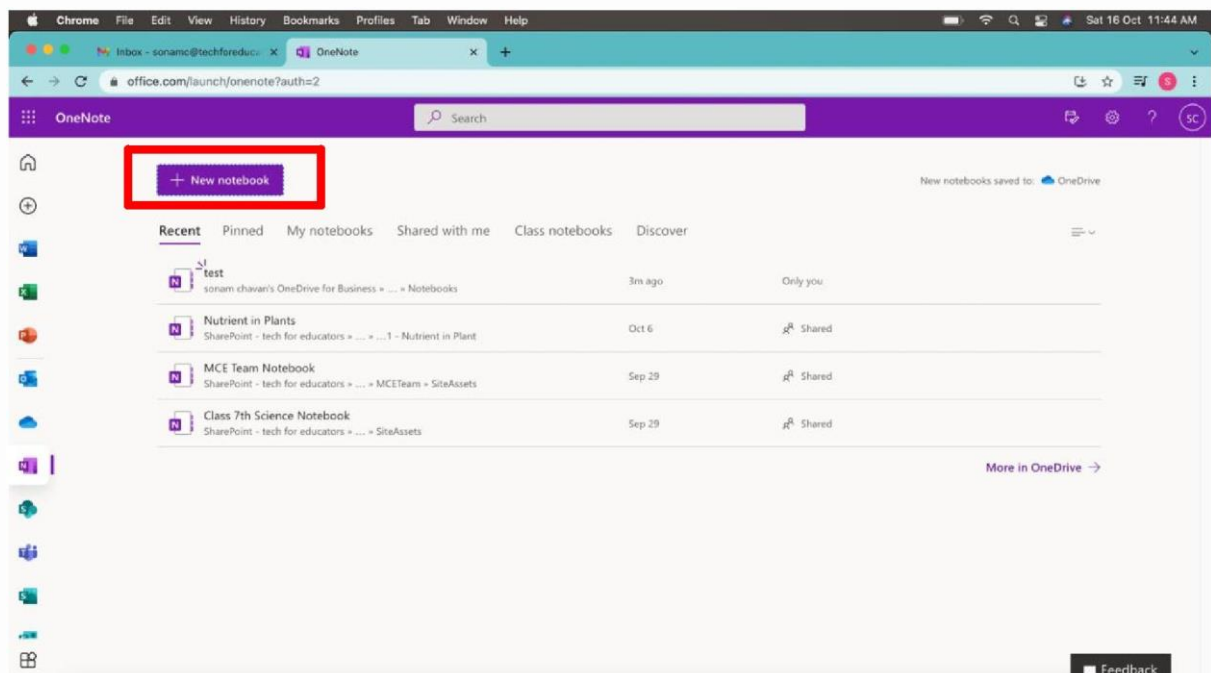 Chrome File Edit View History Bookmarks Profiles Tab Window Help Sat 16 Oct 11:44 AM
Inbox - sonamc@techforeduca OneNote
office.com/launch/onenote?auth=2 S
OneNote Search ? SC
+ New notebook New notebooks saved to: OneDrive
Recent Pinned My notebooks Shared with me Class notebooks Discover
test
sonam chavan's OneDrive for Business » ... » Notebooks 3m ago Only you
Nutrient in Plants
SharePoint - tech for educators » ... » ...1 - Nutrient in Plant Oct 6 Shared
MCE Team Notebook
SharePoint - tech for educators » ... » MCETeam » SiteAssets Sep 29 Shared
Class 7th Science Notebook
SharePoint - tech for educators » ... » SiteAssets Sep 29 Shared
More in OneDrive →
Feedback